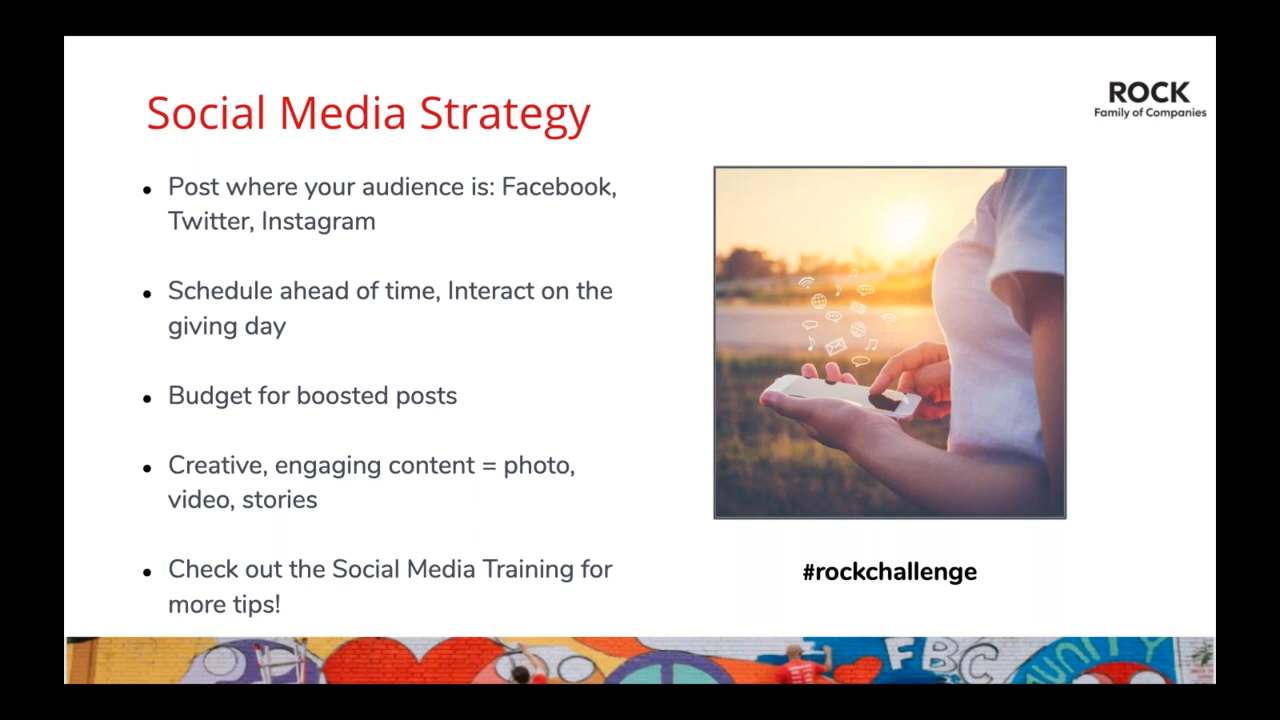 Social Media Strategy
ROCK
Family of Companies
• Post where your audience is: Facebook,
Twitter, Instagram
• Schedule ahead of time, Interact on the
giving day
• Budget for boosted posts
• Creative, engaging content = photo,
video, stories
• Check out the Social Media Training for
more tips!
#rockchallenge
FBC
UNITY